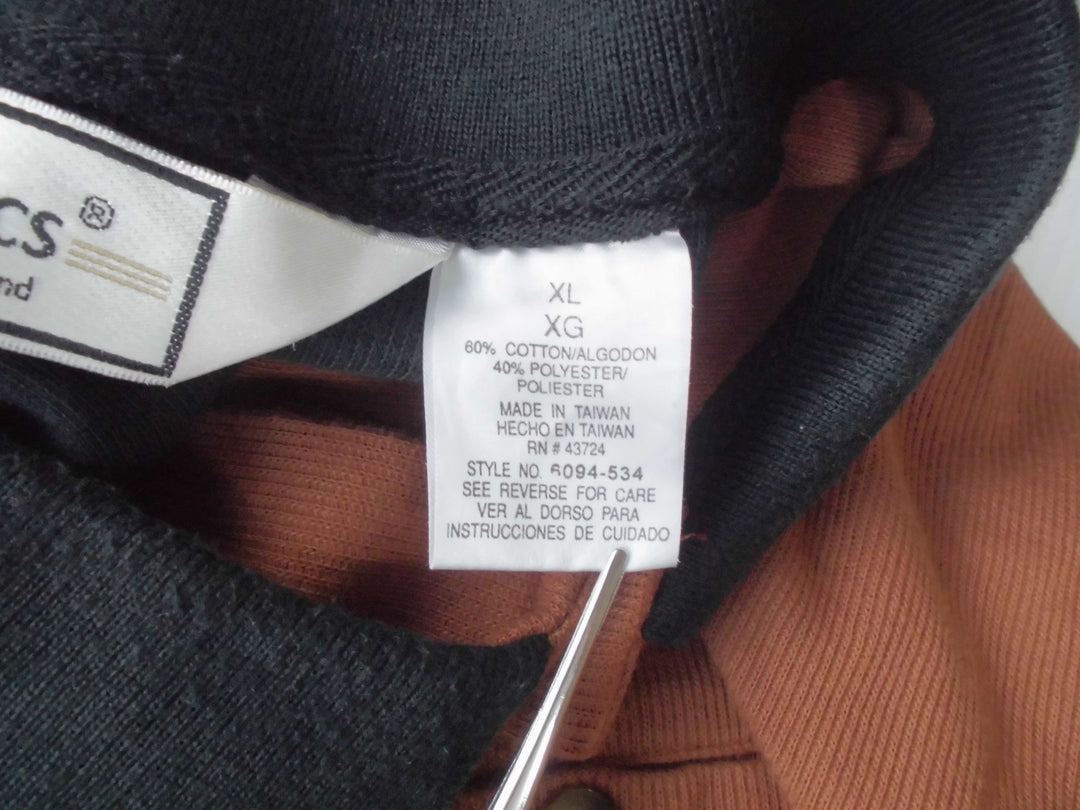 CS®
nd
XL
XG
60% COTTON/ALGODON
40% POLYESTER/
POLIESTER
MADE IN TAIWAN
HECHO EN TAIWAN
RN # 43724
STYLE NO. 6094-534
SEE REVERSE FOR CARE
VER AL DORSO PARA
INSTRUCCIONES DE CUIDADO